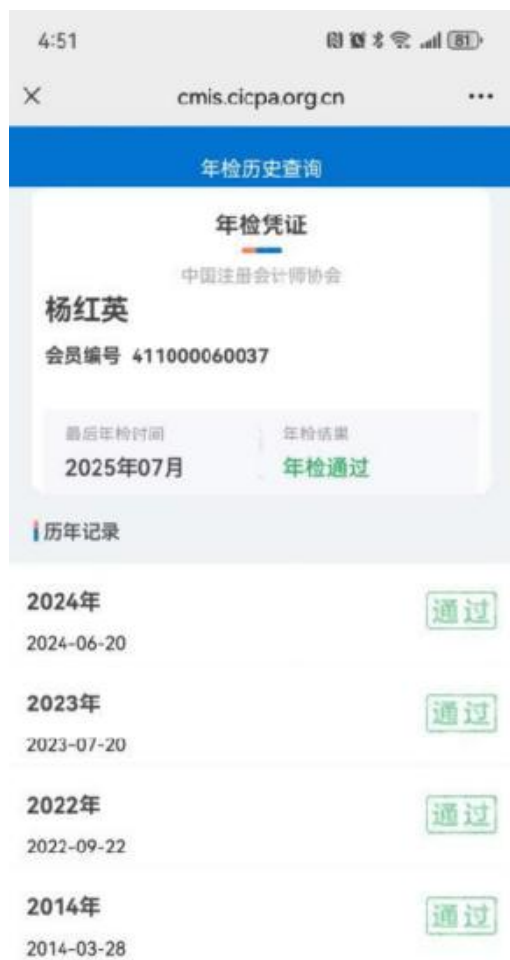 4:51
81
cmis.cicpa.org.cn
年检历史查询
年检凭证
中国注册会计师协会
杨红英
会员编号 411000060037
最后年检时间 年检结果
2025年07月 年检通过
历年记录
2024年 通过
2024-06-20
2023年 通过
2023-07-20
2022年 通过
2022-09-22
2014年 通过
2014-03-28